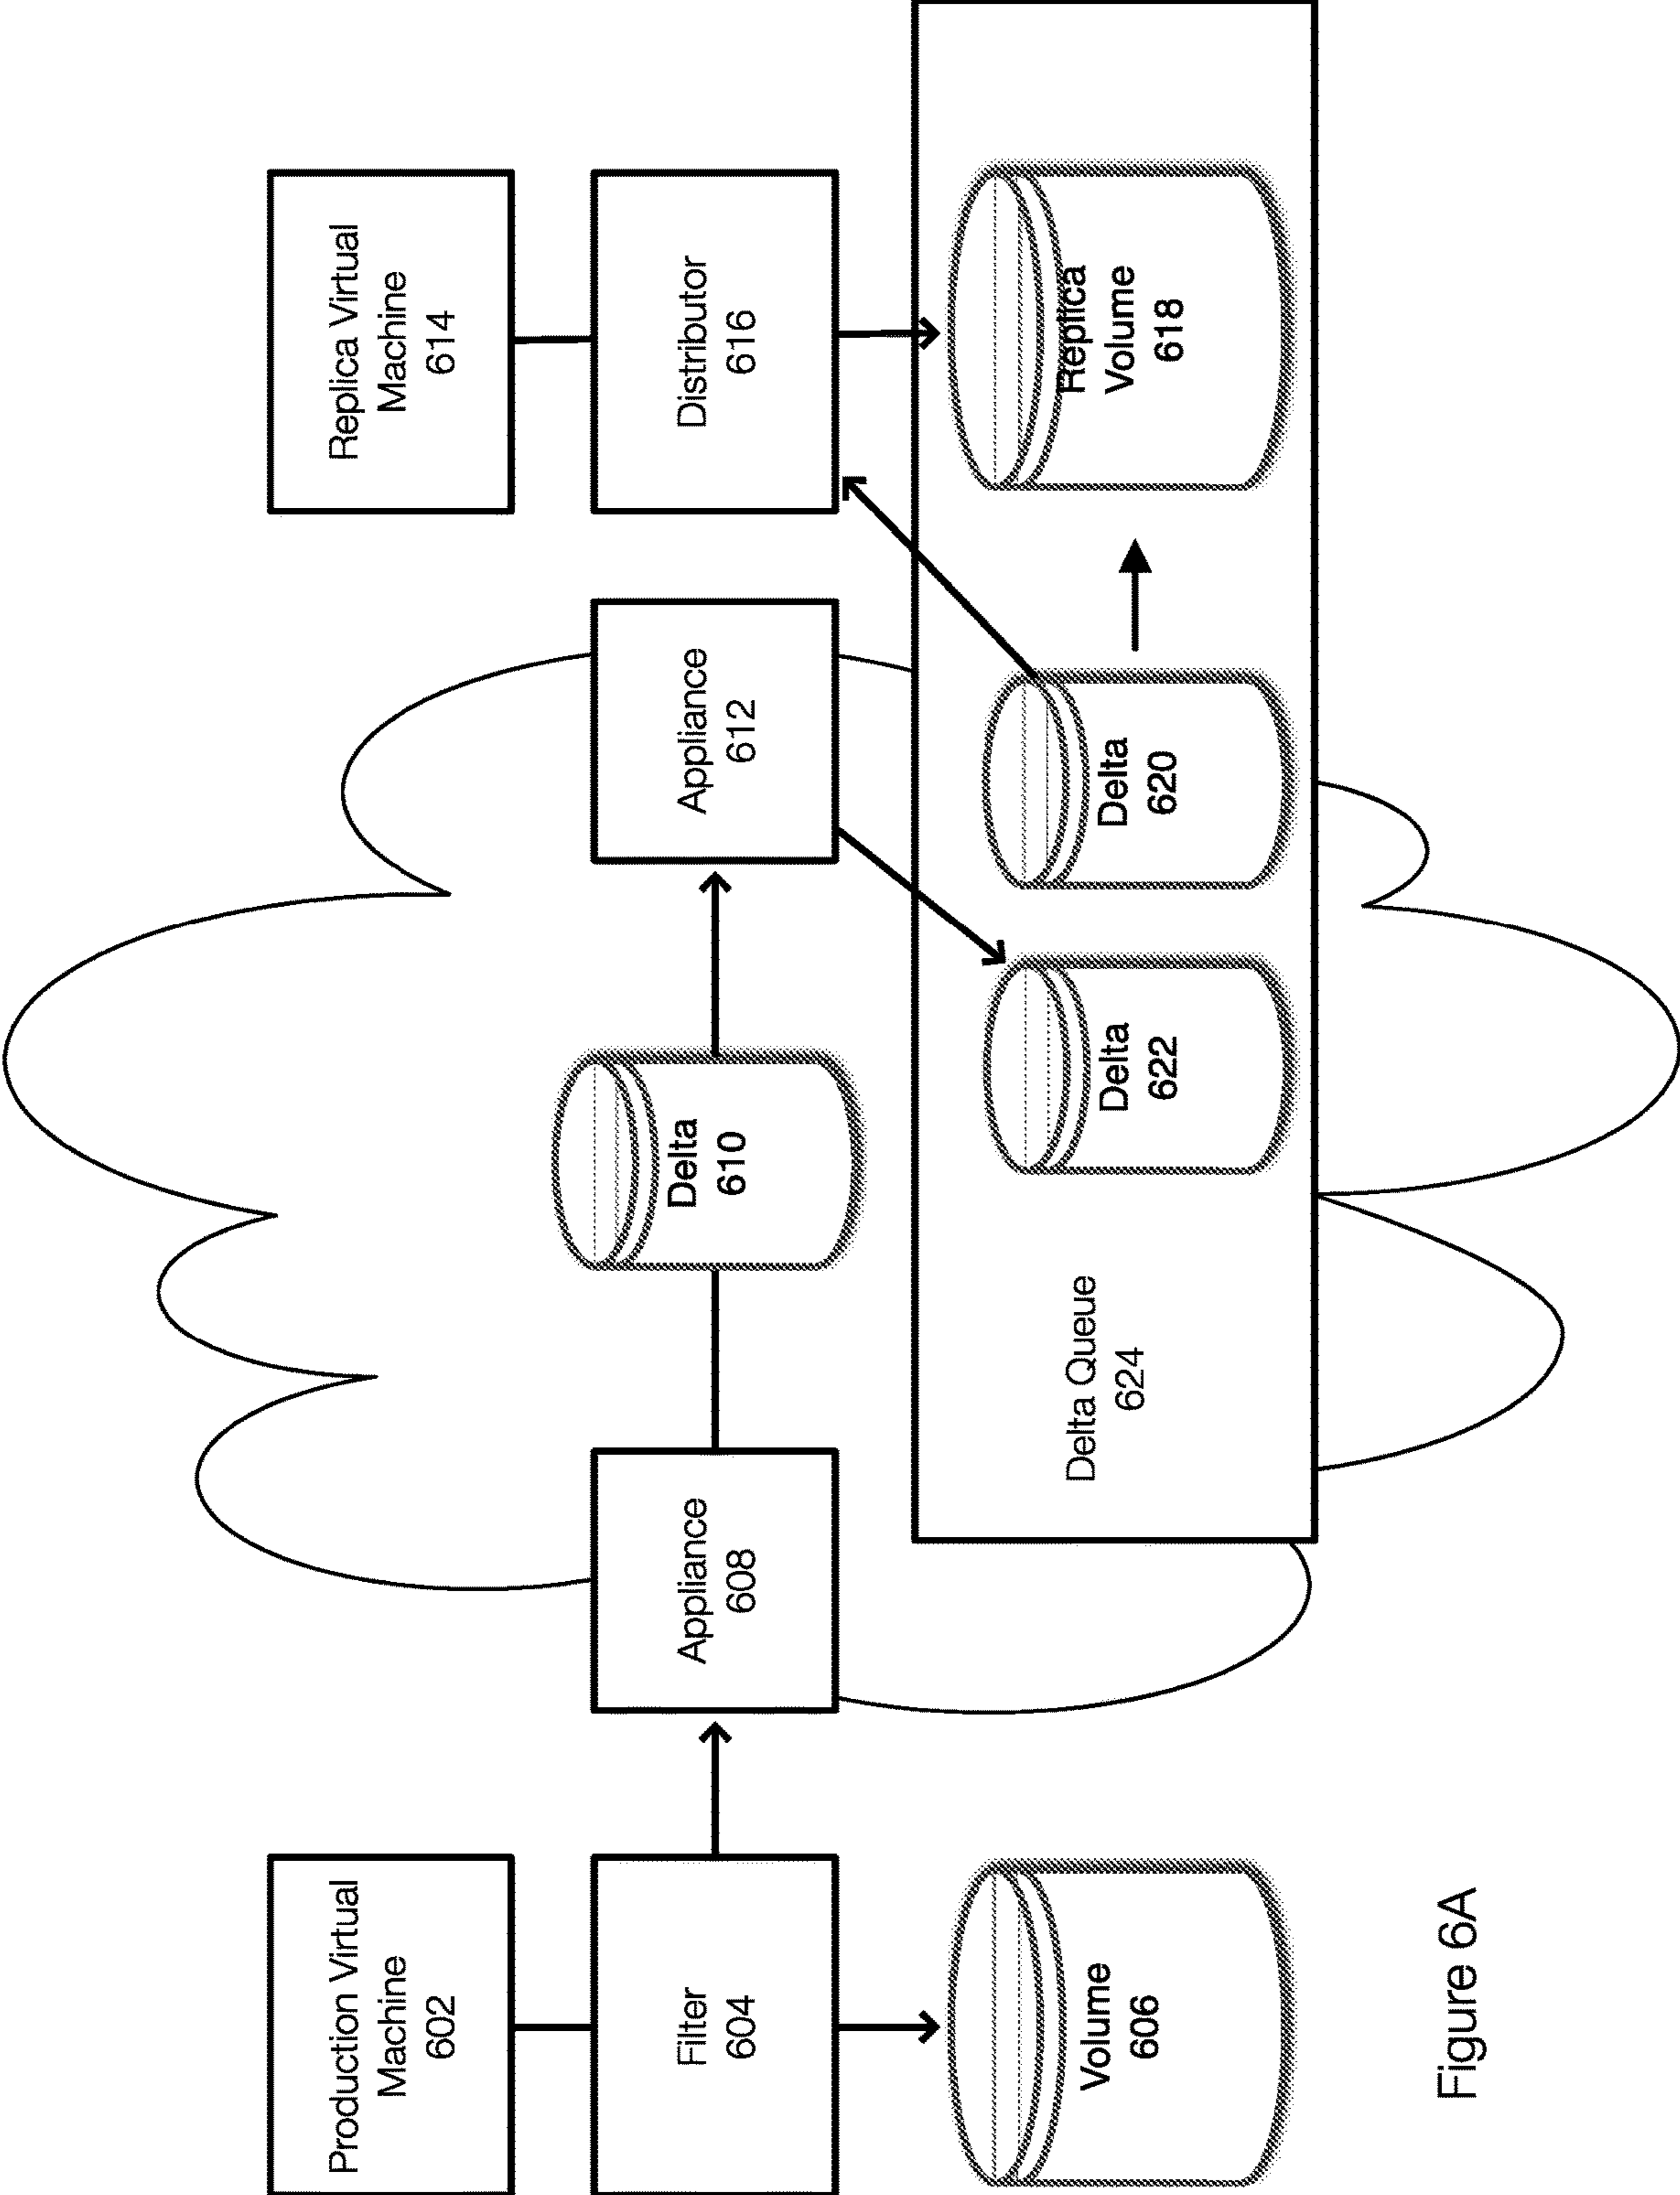 Production Virtual
Machine
602
Replica Virtual
Machine
614
Filter
604
Appliance
608
Delta
610
Appliance
612
Distributor
616
Volume
606
Delta Queue
624
Delta
622
Delta
620
Replica
Volume
618
Figure 6A